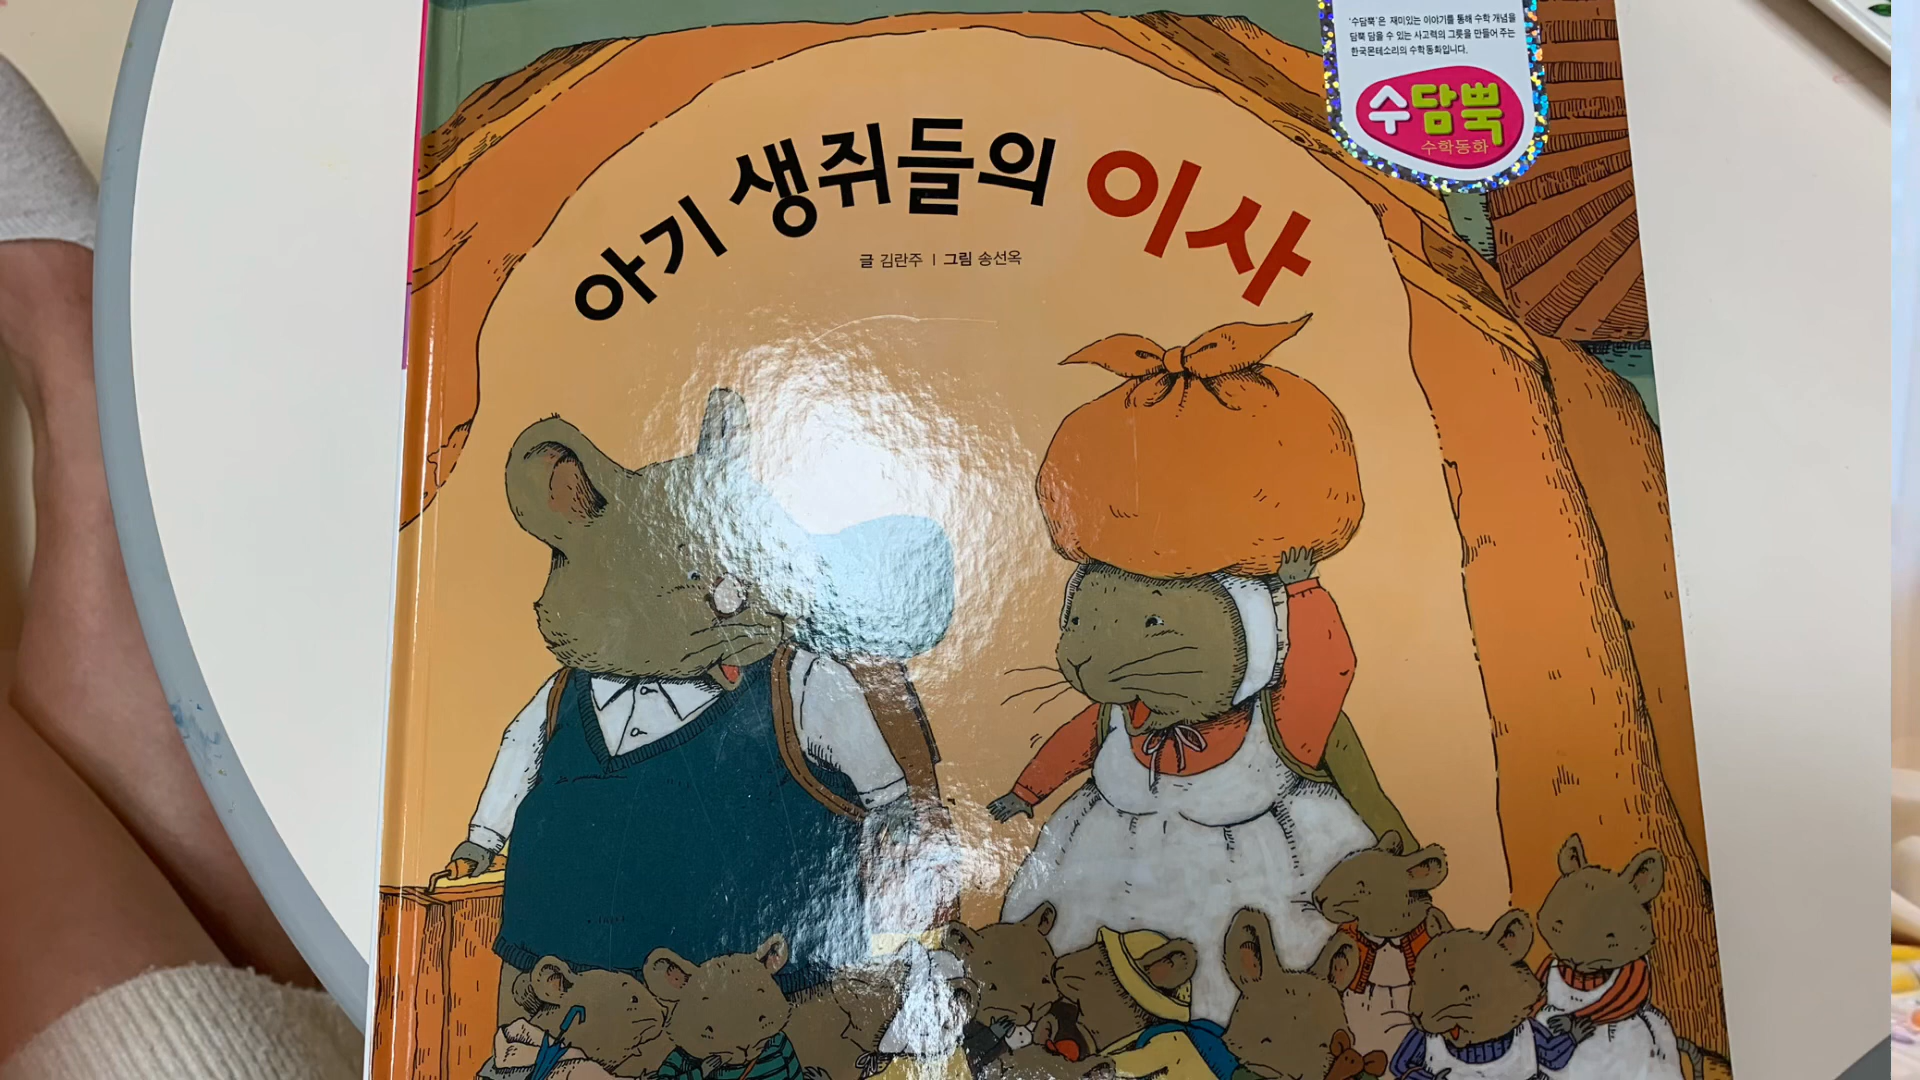 '수담뿍'은 재미있는 이야기를 통해 수학 개념을
담뿍 담을 수 있는 사고력의 그릇을 만들어 주는
한국몬테소리의 수학동화입니다.
수담뿍
수학동화
아기 생쥐들의 이사
글 김란주 | 그림 송선옥